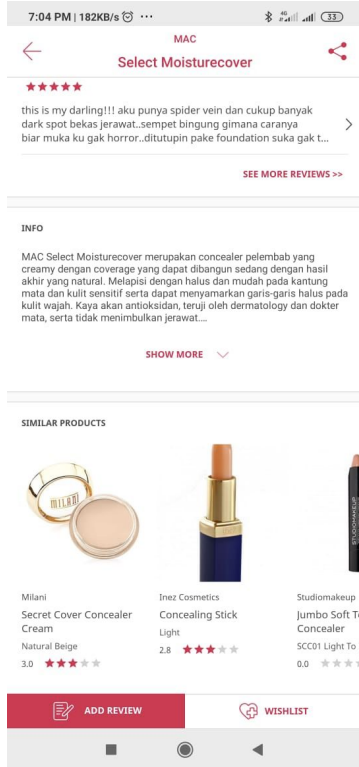 7:04 PM | 182KB/s ... 4G 33
MAC
Select Moisturecover
this is my darling!!! aku punya spider vein dan cukup banyak
dark spot bekas jerawat..sempet bingung gimana caranya
biar muka ku gak horror..ditutupin pake foundation suka gak t...
SEE MORE REVIEWS >>
INFO
MAC Select Moisturecover merupakan concealer pelembab yang
creamy dengan coverage yang dapat dibangun sedang dengan hasil
akhir yang natural. Melapisi dengan halus dan mudah pada kantung
mata dan kulit sensitif serta dapat menyamarkan garis-garis halus pada
kulit wajah. Kaya akan antioksidan, teruji oleh dermatology dan dokter
mata, serta tidak menimbulkan jerawat....
SHOW MORE
SIMILAR PRODUCTS
MILANI
STUDIOMAKEUP
Milani
Secret Cover Concealer
Cream
Natural Beige
3.0
Inez Cosmetics
Concealing Stick
Light
2.8
Studiomakeup
Jumbo Soft T
Concealer
SCC01 Light To
0.0
ADD REVIEW
WISHLIST